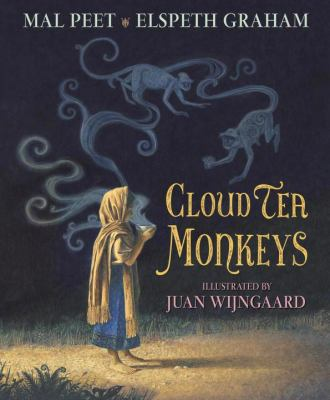 MAL PEET ELSPETH GRAHAM
CLOUD TEA
MONKEYS
ILLUSTRATED BY
JUAN WIJNGAARD